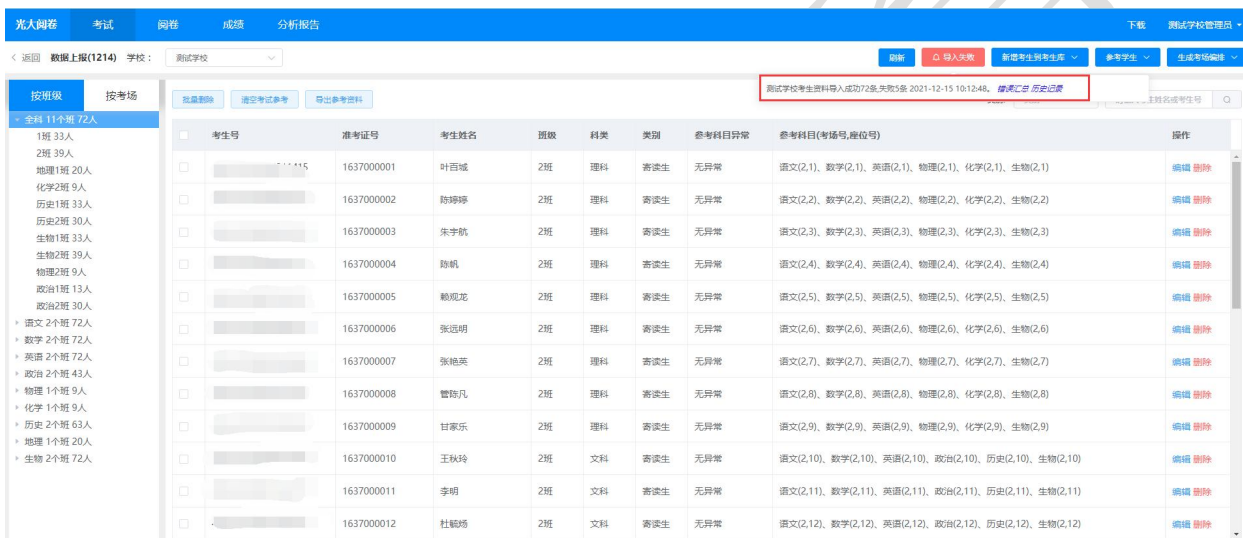 光大阅卷 考试 阅卷 成绩 分析报告 下载 测试学校管理员
< 返回 数据上报(1214) 学校： 测试学校 刷新 导入失败 新增考生到考生库 参考学生 生成考场编排
测试学校考生资料导入成功72条,失败5条 2021-12-15 10:12:48。 错误汇总 历史记录
按班级 按考场 批量删除 清空考试参考 导出参考资料
全科 11个班 72人
1班 33人
2班 39人
地理1班 20人
化学2班 9人
历史1班 33人
历史2班 30人
生物1班 33人
生物2班 39人
物理2班 9人
政治1班 13人
政治2班 30人
语文 2个班 72人
数学 2个班 72人
英语 2个班 72人
政治 2个班 43人
物理 1个班 9人
化学 1个班 9人
历史 2个班 63人
地理 1个班 20人
生物 2个班 72人
考生号 准考证号 考生姓名 班级 科类 类别 参考科目异常 参考科目(考场号,座位号) 操作
1637000001 叶百城 2班 理科 寄读生 无异常 语文(2,1)、数学(2,1)、英语(2,1)、物理(2,1)、化学(2,1)、生物(2,1) 编辑 删除
1637000002 陈婷婷 2班 理科 寄读生 无异常 语文(2,2)、数学(2,2)、英语(2,2)、物理(2,2)、化学(2,2)、生物(2,2) 编辑 删除
1637000003 朱宇航 2班 理科 寄读生 无异常 语文(2,3)、数学(2,3)、英语(2,3)、物理(2,3)、化学(2,3)、生物(2,3) 编辑 删除
1637000004 陈帆 2班 理科 寄读生 无异常 语文(2,4)、数学(2,4)、英语(2,4)、物理(2,4)、化学(2,4)、生物(2,4) 编辑 删除
1637000005 赖观龙 2班 理科 寄读生 无异常 语文(2,5)、数学(2,5)、英语(2,5)、物理(2,5)、化学(2,5)、生物(2,5) 编辑 删除
1637000006 张远明 2班 理科 寄读生 无异常 语文(2,6)、数学(2,6)、英语(2,6)、物理(2,6)、化学(2,6)、生物(2,6) 编辑 删除
1637000007 张艳英 2班 理科 寄读生 无异常 语文(2,7)、数学(2,7)、英语(2,7)、物理(2,7)、化学(2,7)、生物(2,7) 编辑 删除
1637000008 管陈凡 2班 理科 寄读生 无异常 语文(2,8)、数学(2,8)、英语(2,8)、物理(2,8)、化学(2,8)、生物(2,8) 编辑 删除
1637000009 甘家乐 2班 理科 寄读生 无异常 语文(2,9)、数学(2,9)、英语(2,9)、物理(2,9)、化学(2,9)、生物(2,9) 编辑 删除
1637000010 王秋玲 2班 文科 寄读生 无异常 语文(2,10)、数学(2,10)、英语(2,10)、政治(2,10)、历史(2,10)、生物(2,10) 编辑 删除
1637000011 李明 2班 文科 寄读生 无异常 语文(2,11)、数学(2,11)、英语(2,11)、政治(2,11)、历史(2,11)、生物(2,11) 编辑 删除
1637000012 杜毓炀 2班 文科 寄读生 无异常 语文(2,12)、数学(2,12)、英语(2,12)、政治(2,12)、历史(2,12)、生物(2,12) 编辑 删除